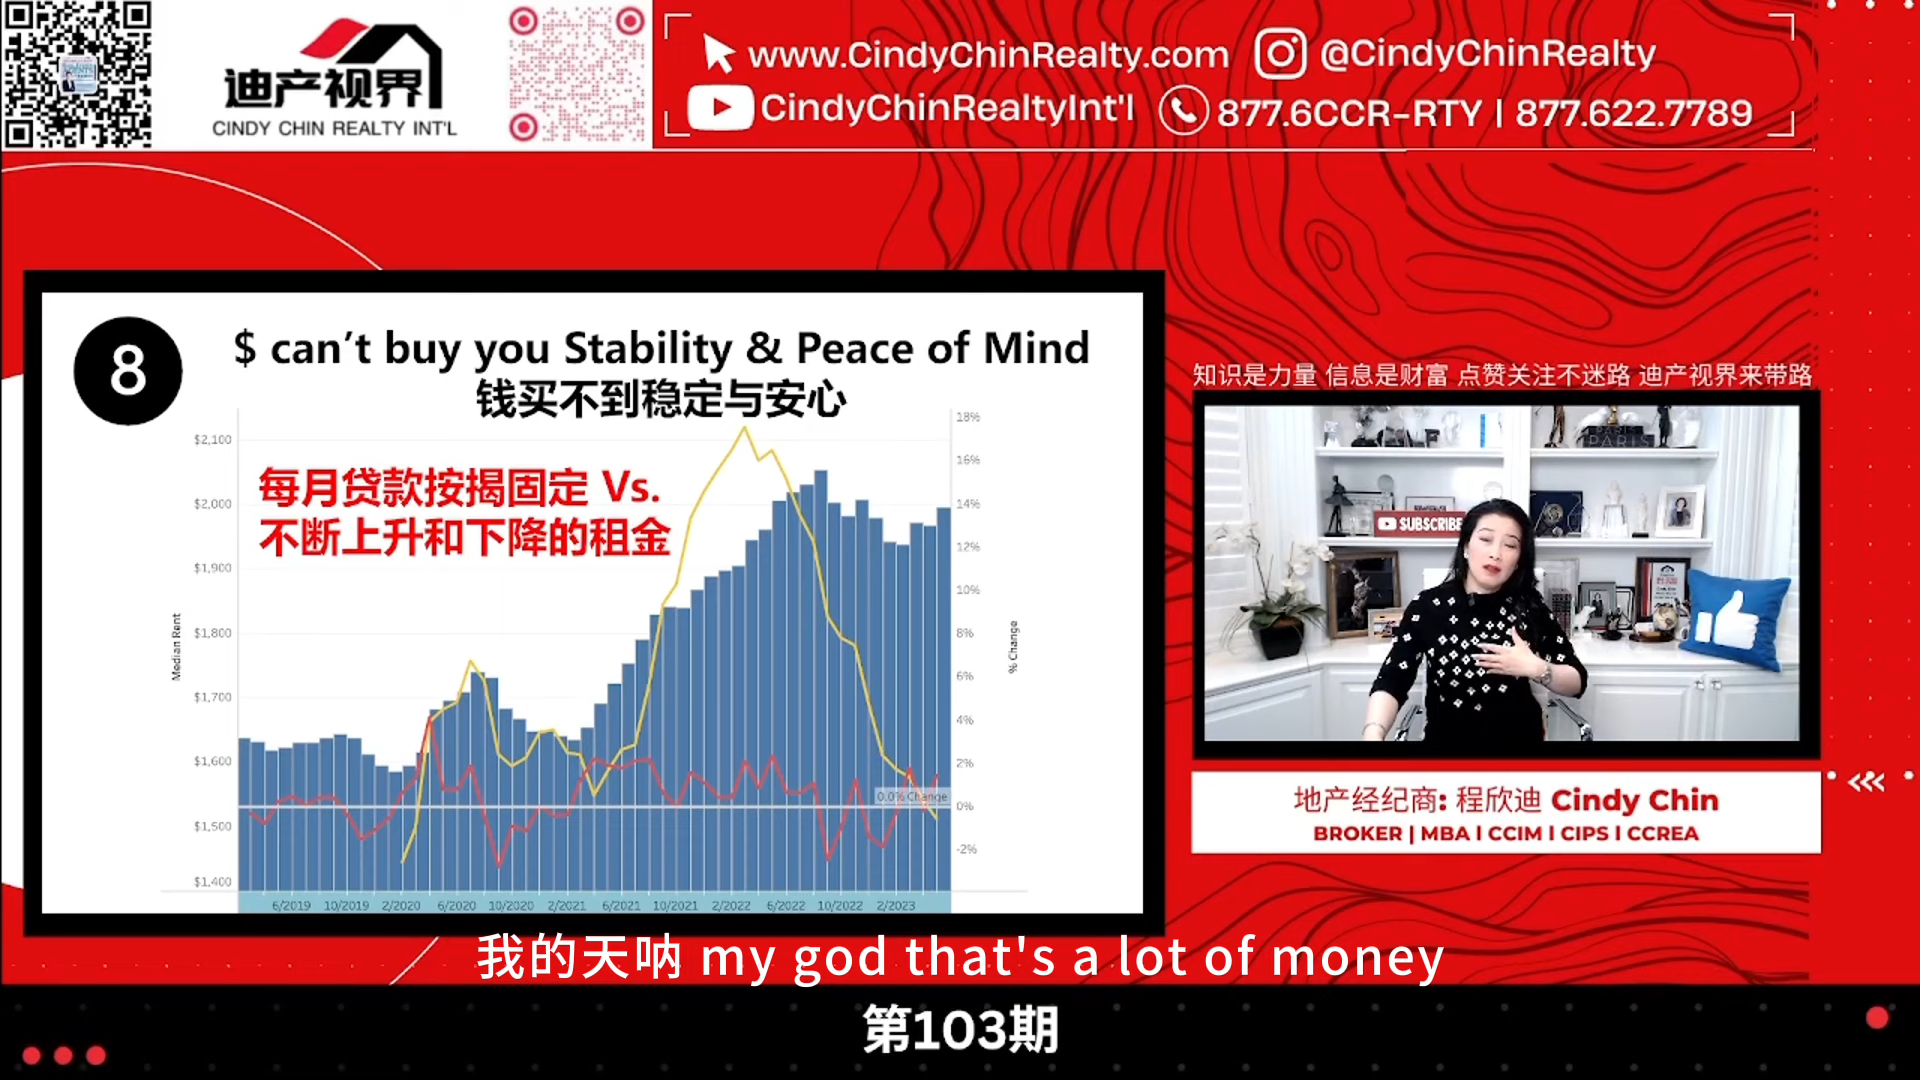 迪产视界
CINDY CHIN REALTY INT'L
www.CindyChinRealty.com
@CindyChinRealty
CindyChinRealtyInt'l
877.6CCR-RTY | 877.622.7789
8
$ can't buy you Stability & Peace of Mind
钱买不到稳定与安心
每月贷款按揭固定 Vs.
不断上升和下降的租金
Median Rent
$2,100
$2,000
$1,900
$1,800
$1,700
$1,600
$1,500
$1,400
18%
16%
14%
12%
10%
8%
6%
4%
2%
0%
-2%
% Change
0.0% Change
6/2019
10/2019
2/2020
6/2020
10/2020
2/2021
6/2021
10/2021
2/2022
6/2022
10/2022
2/2023
知识是力量 信息是财富 点赞关注不迷路 迪产视界来带路
PARIS
SUBSCRIBE
地产经纪商: 程欣迪 Cindy Chin
BROKER | MBA | CCIM | CIPS | CCREA
我的天呐 my god that's a lot of money
第103期